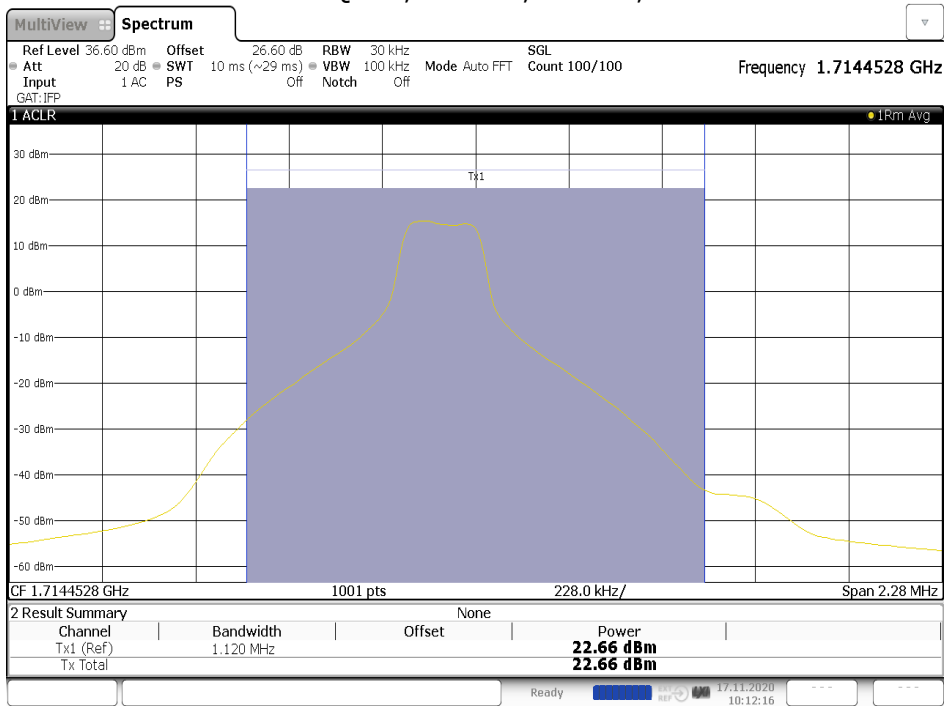 MultiView Spectrum
Ref Level 36.60 dBm Offset 26.60 dB RBW 30 kHz SGL
Att 20 dB SWT 10 ms (~29 ms) VBW 100 kHz Mode Auto FFT Count 100/100 Frequency 1.7144528 GHz
Input 1 AC PS Off Notch Off
GAT:IFP
1 ACLR 1Rm Avg
30 dBm
Tx1
20 dBm
10 dBm
0 dBm
-10 dBm
-20 dBm
-30 dBm
-40 dBm
-50 dBm
-60 dBm
CF 1.7144528 GHz 1001 pts 228.0 kHz/ Span 2.28 MHz
2 Result Summary None
Channel Bandwidth Offset Power
Tx1 (Ref) 1.120 MHz 22.66 dBm
Tx Total 22.66 dBm
Ready 17.11.2020
10:12:16